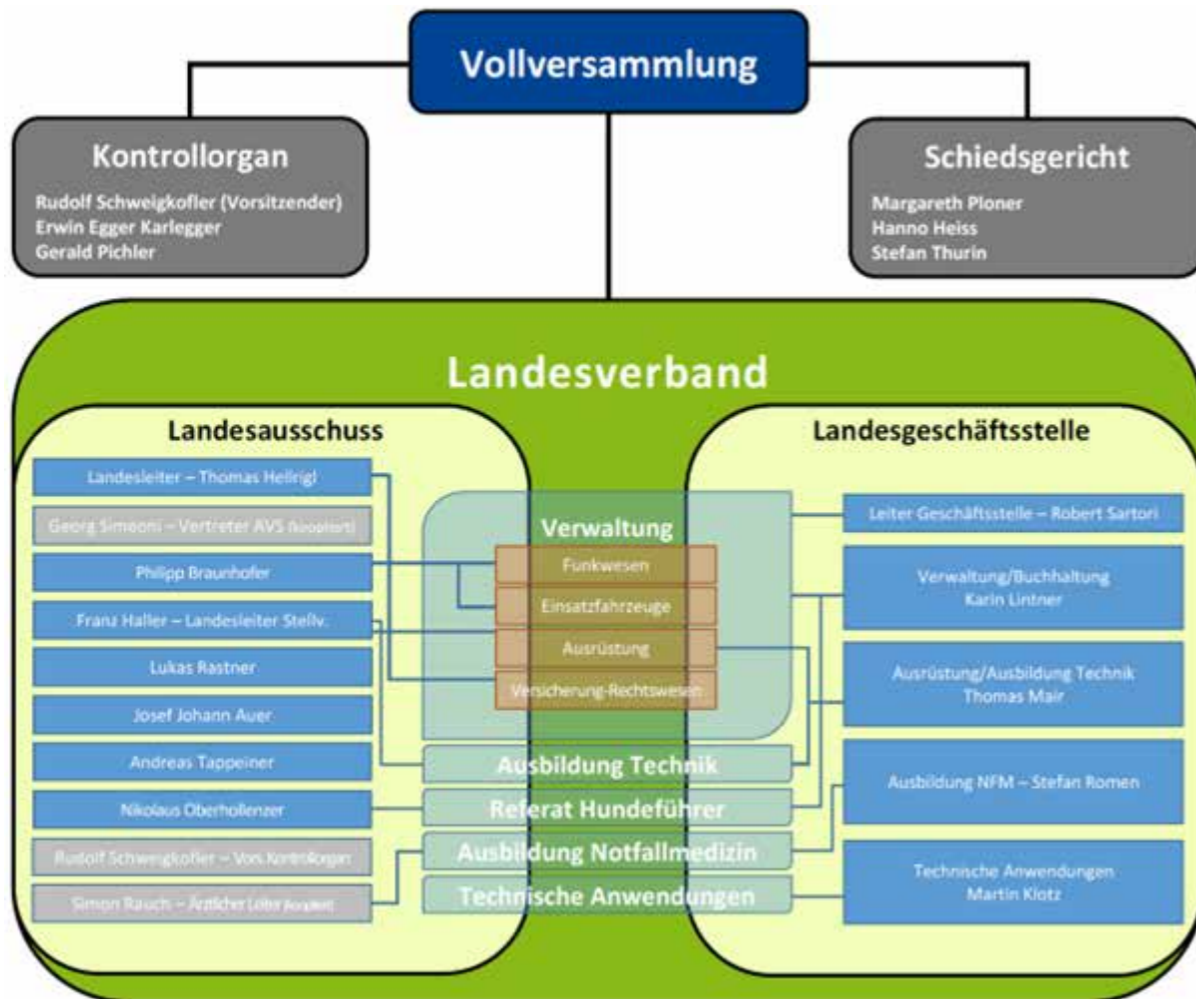 Vollversammlung
Kontrollorgan
Rudolf Schweigkofler (Vorsitzender)
Erwin Egger Karlegger
Gerald Pichler
Schiedsgericht
Margareth Ploner
Hanno Heiss
Stefan Thurin
Landesverband
Landesausschuss
Landesleiter – Thomas Hellrigl
Georg Simeoni – Vertreter AVS (kooptiert)
Philipp Braunhofer
Franz Haller – Landesleiter Stellv.
Lukas Rastner
Josef Johann Auer
Andreas Tappeiner
Nikolaus Oberhollenzer
Rudolf Schweigkofler – Vors. Kontrollorgan
Simon Rauch – Ärztlicher Leiter (kooptiert)
Verwaltung
Funkwesen
Einsatzfahrzeuge
Ausrüstung
Versicherung-Rechtswesen
Ausbildung Technik
Referat Hundeführer
Ausbildung Notfallmedizin
Technische Anwendungen
Landesgeschäftsstelle
Leiter Geschäftsstelle – Robert Sartori
Verwaltung/Buchhaltung
Karin Lintner
Ausrüstung/Ausbildung Technik
Thomas Mair
Ausbildung NFM – Stefan Romen
Technische Anwendungen
Martin Klotz